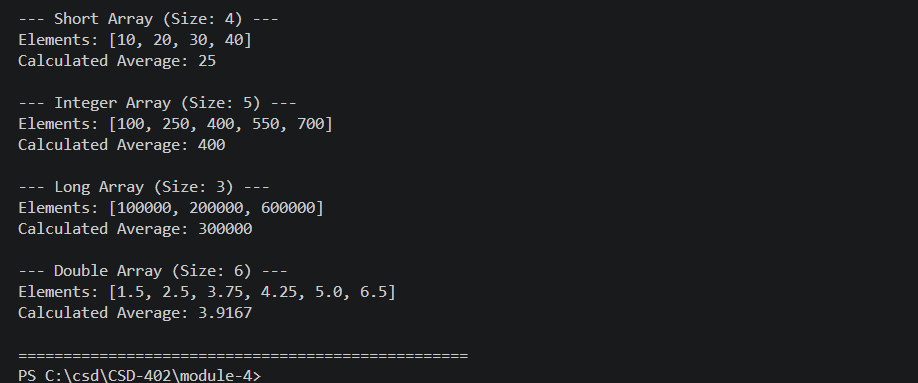 --- Short Array (Size: 4) ---
Elements: [10, 20, 30, 40]
Calculated Average: 25
--- Integer Array (Size: 5) ---
Elements: [100, 250, 400, 550, 700]
Calculated Average: 400
--- Long Array (Size: 3) ---
Elements: [100000, 200000, 600000]
Calculated Average: 300000
--- Double Array (Size: 6) ---
Elements: [1.5, 2.5, 3.75, 4.25, 5.0, 6.5]
Calculated Average: 3.9167
==================================================
PS C:\csd\CSD-402\module-4>